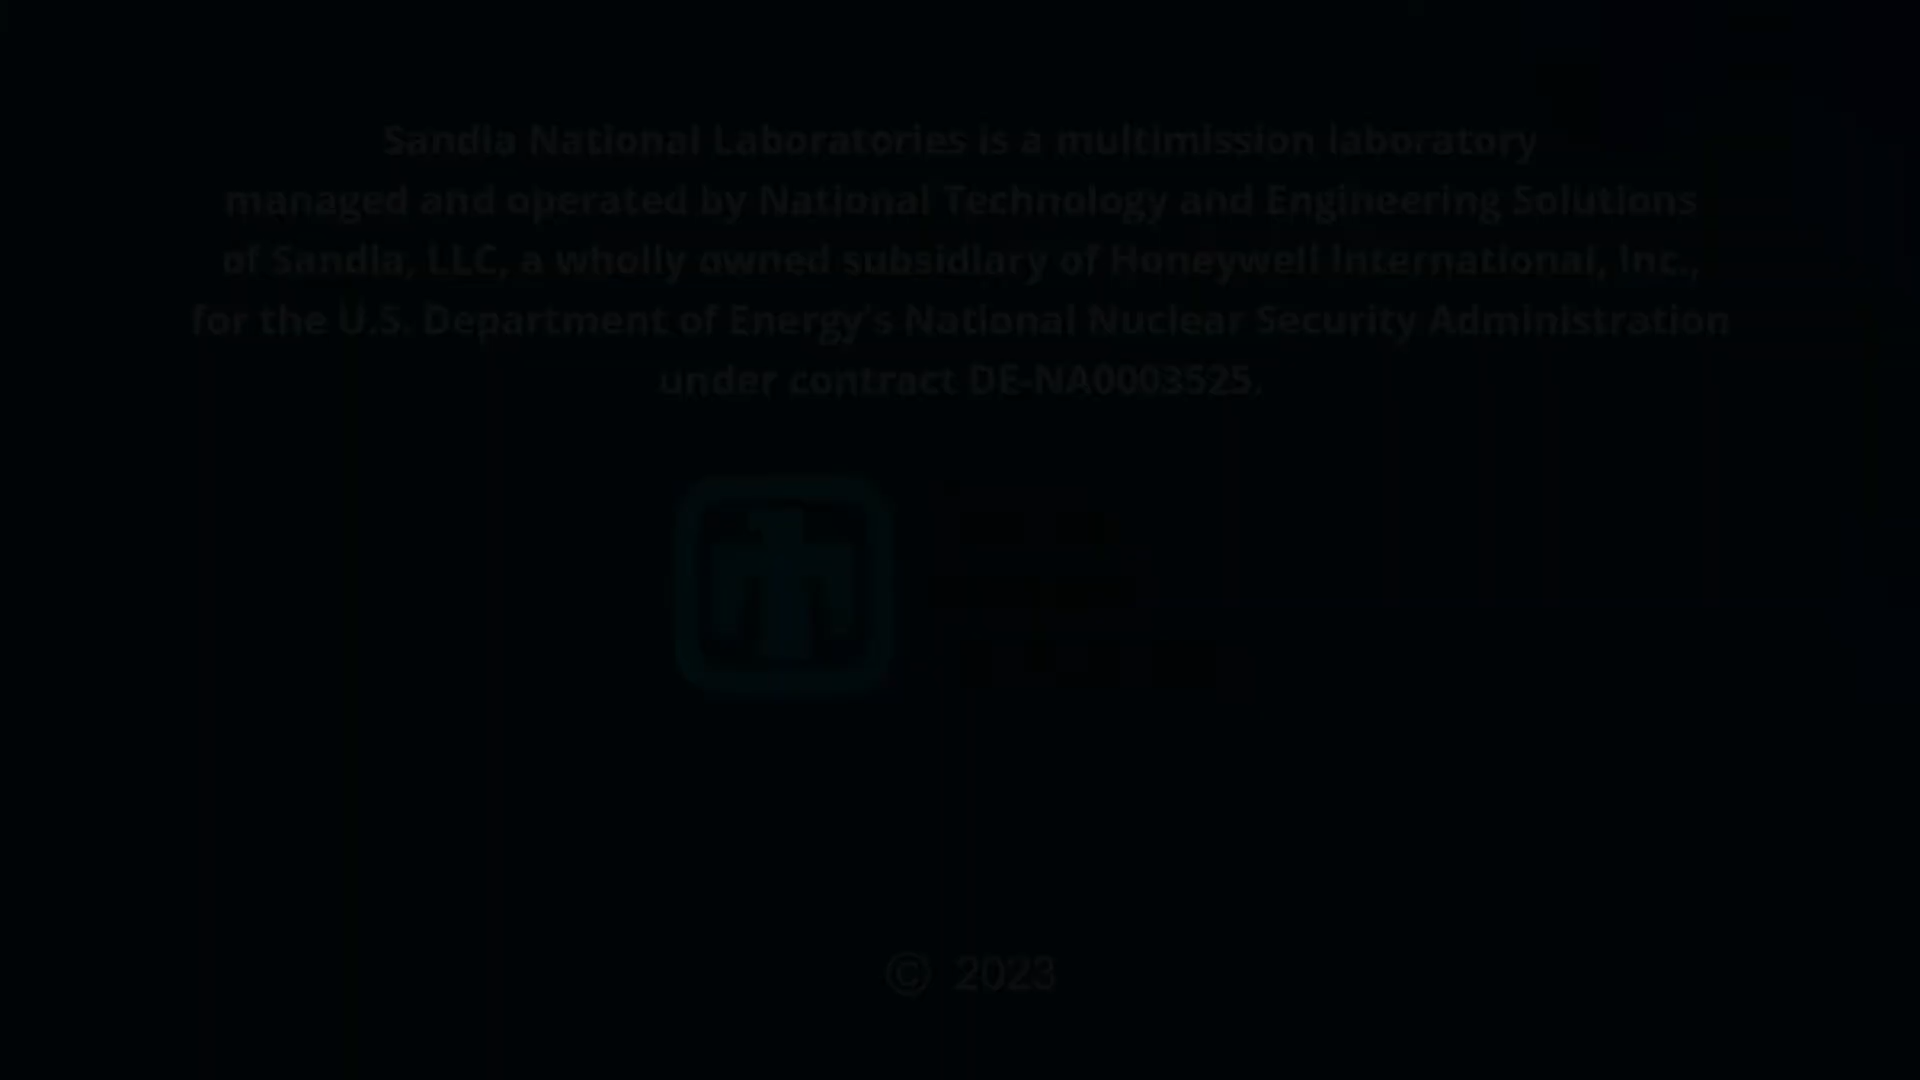 Sandia National Laboratories is a multimission laboratory
managed and operated by National Technology and Engineering Solutions
of Sandia, LLC, a wholly owned subsidiary of Honeywell International, Inc.,
for the U.S. Department of Energy's National Nuclear Security Administration
under contract DE-NA0003525.
© 2023